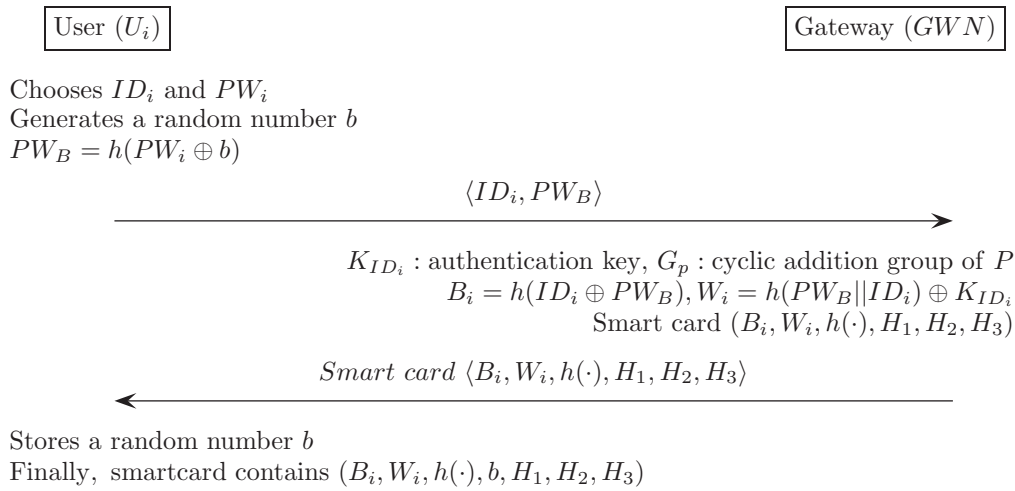 User (U_i)
Gateway (GWN)
Chooses ID_i and PW_i
Generates a random number b
PW_B = h(PW_i ⊕ b)
⟨ID_i, PW_B⟩
K_{ID_i} : authentication key, G_p : cyclic addition group of P
B_i = h(ID_i ⊕ PW_B), W_i = h(PW_B||ID_i) ⊕ K_{ID_i}
Smart card (B_i, W_i, h(·), H_1, H_2, H_3)
Smart card ⟨B_i, W_i, h(·), H_1, H_2, H_3⟩
Stores a random number b
Finally, smartcard contains (B_i, W_i, h(·), b, H_1, H_2, H_3)